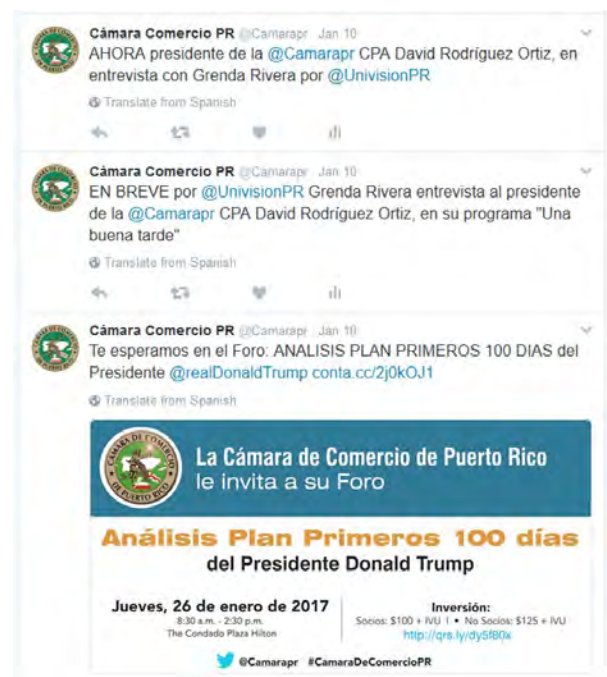 Cámara Comercio PR @Camarapr Jan 10
AHORA presidente de la @Camarapr CPA David Rodríguez Ortiz, en
entrevista con Grenda Rivera por @UnivisionPR
Translate from Spanish
Cámara Comercio PR @Camarapr Jan 10
EN BREVE por @UnivisionPR Grenda Rivera entrevista al presidente
de la @Camarapr CPA David Rodríguez Ortiz, en su programa "Una
buena tarde"
Translate from Spanish
Cámara Comercio PR @Camarapr Jan 10
Te esperamos en el Foro: ANALISIS PLAN PRIMEROS 100 DIAS del
Presidente @realDonaldTrump conta.cc/2j0kOJ1
Translate from Spanish
CAMARA DE COMERCIO
DE PUERTO RICO
La Cámara de Comercio de Puerto Rico
le invita a su Foro
Análisis Plan Primeros 100 días
del Presidente Donald Trump
Jueves, 26 de enero de 2017
8:30 a.m. - 2:30 p.m.
The Condado Plaza Hilton
Inversión:
Socios: $100 + IVU | • No Socios: $125 + IVU
http://qrs.ly/dy5f80x
@Camarapr #CamaraDeComercioPR